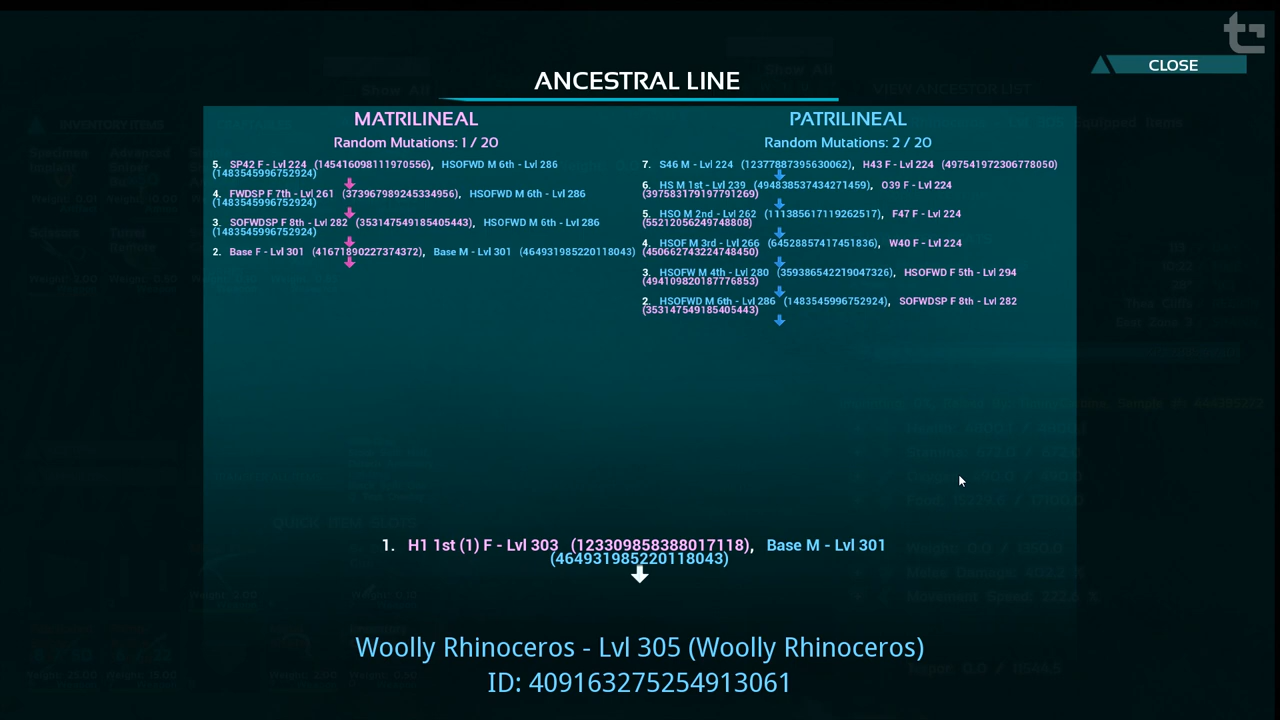 te
CLOSE
ANCESTRAL LINE
VIEW ANCESTOR LIST
MATRILINEAL
Random Mutations: 1 / 20
5. SP42 F - Lvl 224 (145416098111970556), HSOFWD M 6th - Lvl 286
(1483545996752924)
4. FWDSP F 7th - Lvl 261 (373967989245334956), HSOFWD M 6th - Lvl 286
(1483545996752924)
3. SOFWDSP F 8th - Lvl 282 (353147549185405443), HSOFWD M 6th - Lvl 286
(1483545996752924)
2. Base F - Lvl 301 (41671890227374372), Base M - Lvl 301 (464931985220118043)
PATRILINEAL
Random Mutations: 2 / 20
7. S46 M - Lvl 224 (12377887395630062), H43 F - Lvl 224 (497541972306778050)
6. HS M 1st - Lvl 239 (494838537434271459), O39 F - Lvl 224
(397583179197791269)
5. HSO M 2nd - Lvl 262 (111385617119262517), F47 F - Lvl 224
(55212056249748808)
4. HSOF M 3rd - Lvl 266 (64528857417451836), W40 F - Lvl 224
(450662743224748450)
3. HSOFW M 4th - Lvl 280 (359386542219047326), HSOFWD F 5th - Lvl 294
(494109820187776853)
2. HSOFWD M 6th - Lvl 286 (1483545996752924), SOFWDSP F 8th - Lvl 282
(353147549185405443)
1. H1 1st (1) F - Lvl 303 (123309858388017118), Base M - Lvl 301
(464931985220118043)
Woolly Rhinoceros - Lvl 305 (Woolly Rhinoceros)
ID: 409163275254913061